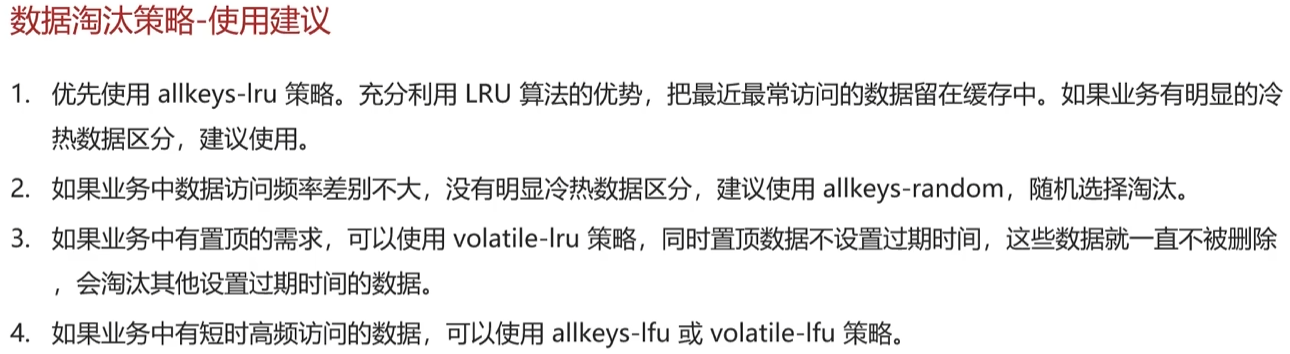 数据淘汰策略-使用建议
1. 优先使用 allkeys-lru 策略。充分利用 LRU 算法的优势，把最近最常访问的数据留在缓存中。如果业务有明显的冷
热数据区分，建议使用。
2. 如果业务中数据访问频率差别不大，没有明显冷热数据区分，建议使用 allkeys-random，随机选择淘汰。
3. 如果业务中有置顶的需求，可以使用 volatile-lru 策略，同时置顶数据不设置过期时间，这些数据就一直不被删除
，会淘汰其他设置过期时间的数据。
4. 如果业务中有短时高频访问的数据，可以使用 allkeys-lfu 或 volatile-lfu 策略。